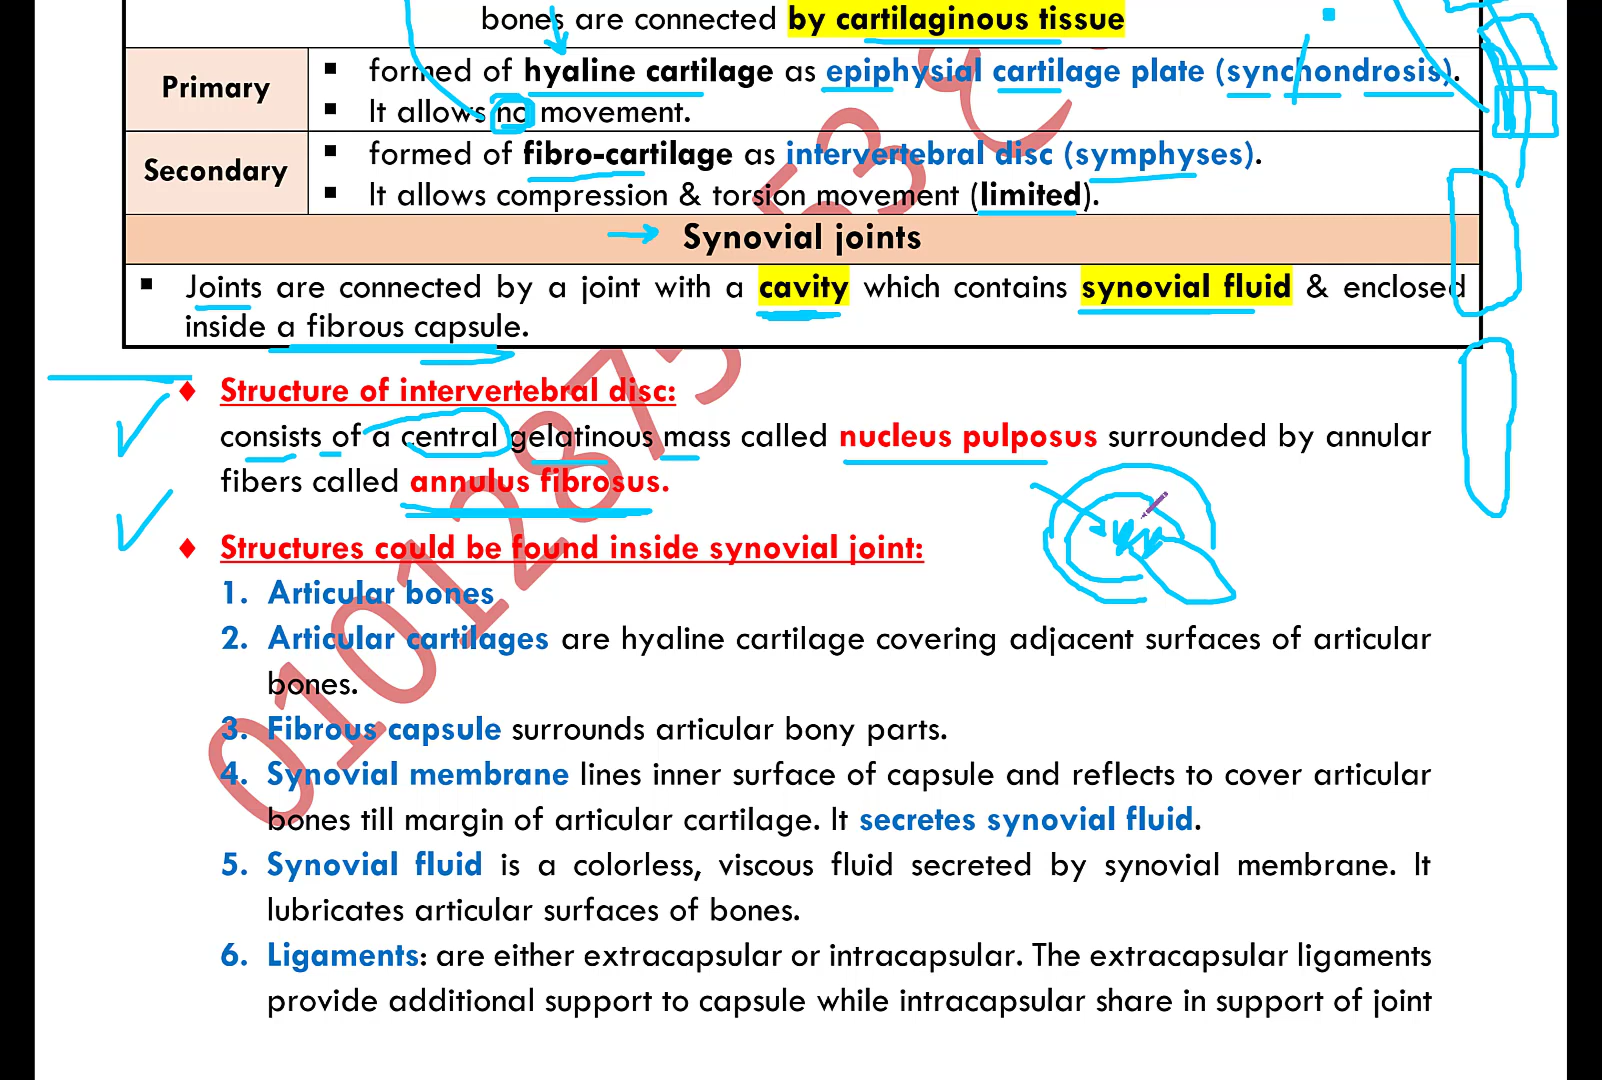 bones are connected by cartilaginous tissue
Primary
▪ formed of hyaline cartilage as epiphysial cartilage plate (synchondrosis).
▪ It allows no movement.
Secondary
▪ formed of fibro-cartilage as intervertebral disc (symphyses).
▪ It allows compression & torsion movement (limited).
Synovial joints
▪ Joints are connected by a joint with a cavity which contains synovial fluid & enclosed
inside a fibrous capsule.
♦ Structure of intervertebral disc:
consists of a central gelatinous mass called nucleus pulposus surrounded by annular
fibers called annulus fibrosus.
♦ Structures could be found inside synovial joint:
1. Articular bones
2. Articular cartilages are hyaline cartilage covering adjacent surfaces of articular
bones.
3. Fibrous capsule surrounds articular bony parts.
4. Synovial membrane lines inner surface of capsule and reflects to cover articular
bones till margin of articular cartilage. It secretes synovial fluid.
5. Synovial fluid is a colorless, viscous fluid secreted by synovial membrane. It
lubricates articular surfaces of bones.
6. Ligaments: are either extracapsular or intracapsular. The extracapsular ligaments
provide additional support to capsule while intracapsular share in support of joint